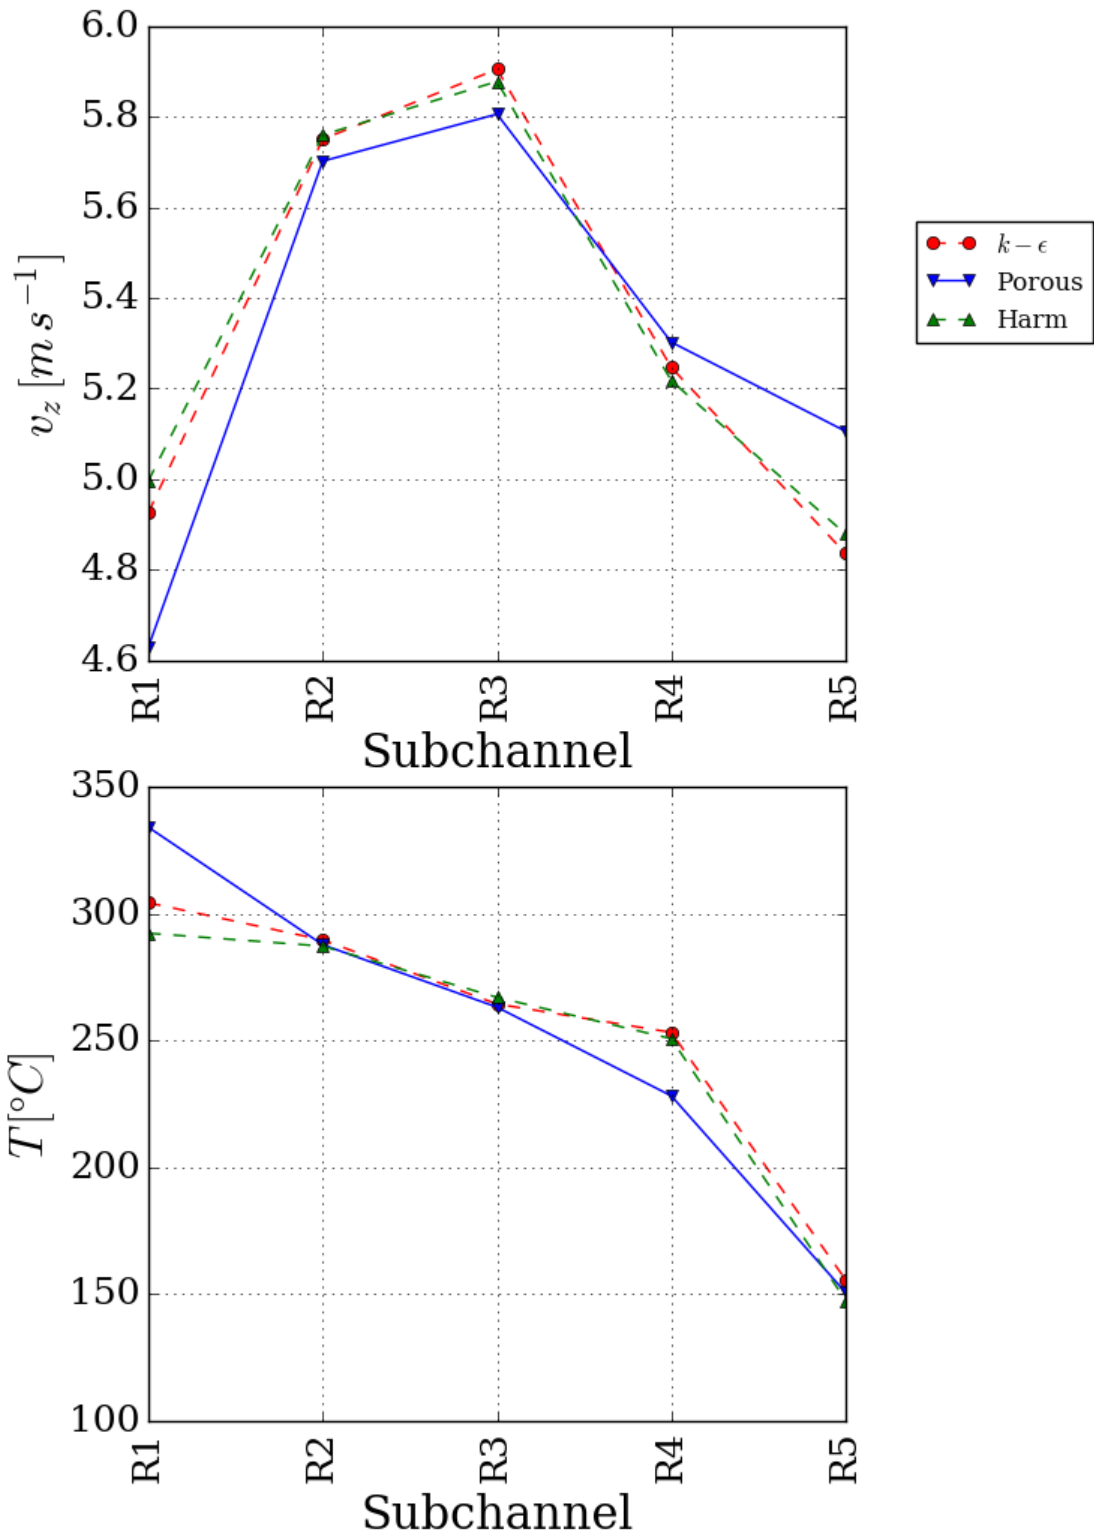 6.0
5.8
5.6
5.4
5.2
5.0
4.8
4.6
v_z [m s^{-1}]
R1 R2 R3 R4 R5
Subchannel
k − ϵ
Porous
Harm
350
300
250
200
150
100
T [°C]
R1 R2 R3 R4 R5
Subchannel